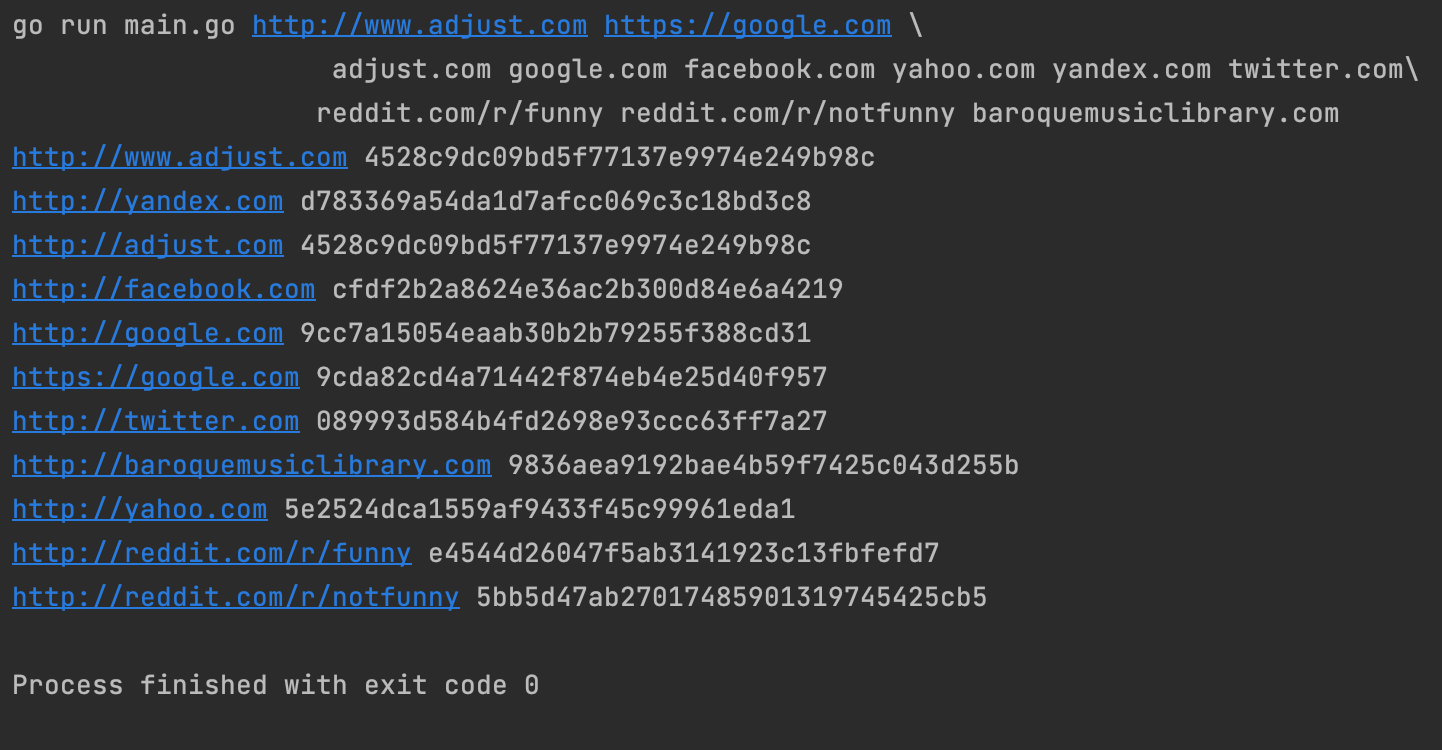 go run main.go http://www.adjust.com https://google.com \
adjust.com google.com facebook.com yahoo.com yandex.com twitter.com\
reddit.com/r/funny reddit.com/r/notfunny baroquemusiclibrary.com
http://www.adjust.com 4528c9dc09bd5f77137e9974e249b98c
http://yandex.com d783369a54da1d7afcc069c3c18bd3c8
http://adjust.com 4528c9dc09bd5f77137e9974e249b98c
http://facebook.com cfdf2b2a8624e36ac2b300d84e6a4219
http://google.com 9cc7a15054eaab30b2b79255f388cd31
https://google.com 9cda82cd4a71442f874eb4e25d40f957
http://twitter.com 089993d584b4fd2698e93ccc63ff7a27
http://baroquemusiclibrary.com 9836aea9192bae4b59f7425c043d255b
http://yahoo.com 5e2524dca1559af9433f45c99961eda1
http://reddit.com/r/funny e4544d26047f5ab3141923c13fbfefd7
http://reddit.com/r/notfunny 5bb5d47ab27017485901319745425cb5
Process finished with exit code 0